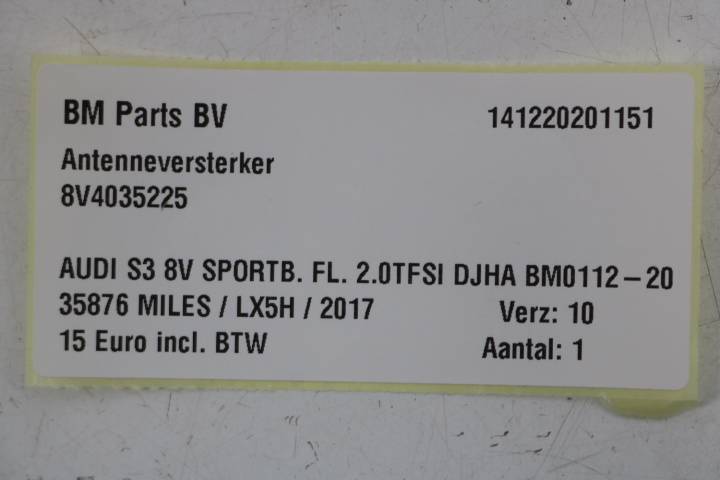 BM Parts BV 141220201151
Antenneversterker
8V4035225
AUDI S3 8V SPORTB. FL. 2.0TFSI DJHA BM0112-20
35876 MILES / LX5H / 2017 Verz: 10
15 Euro incl. BTW Aantal: 1